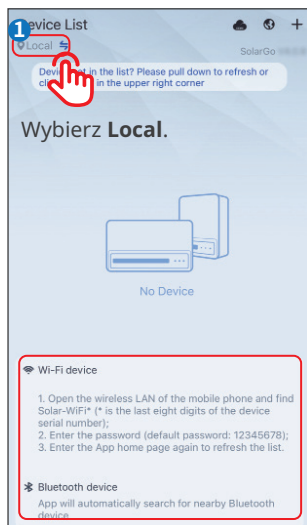 1
Device List
Local
SolarGo
in the list? Please pull down to refresh or
in the upper right corner
Wybierz Local.
No Device
Wi-Fi device
1. Open the wireless LAN of the mobile phone and find
Solar-WiFi* (* is the last eight digits of the device
serial number);
2. Enter the password (default password: 12345678);
3. Enter the App home page again to refresh the list.
Bluetooth device
App will automatically search for nearby Bluetooth
device